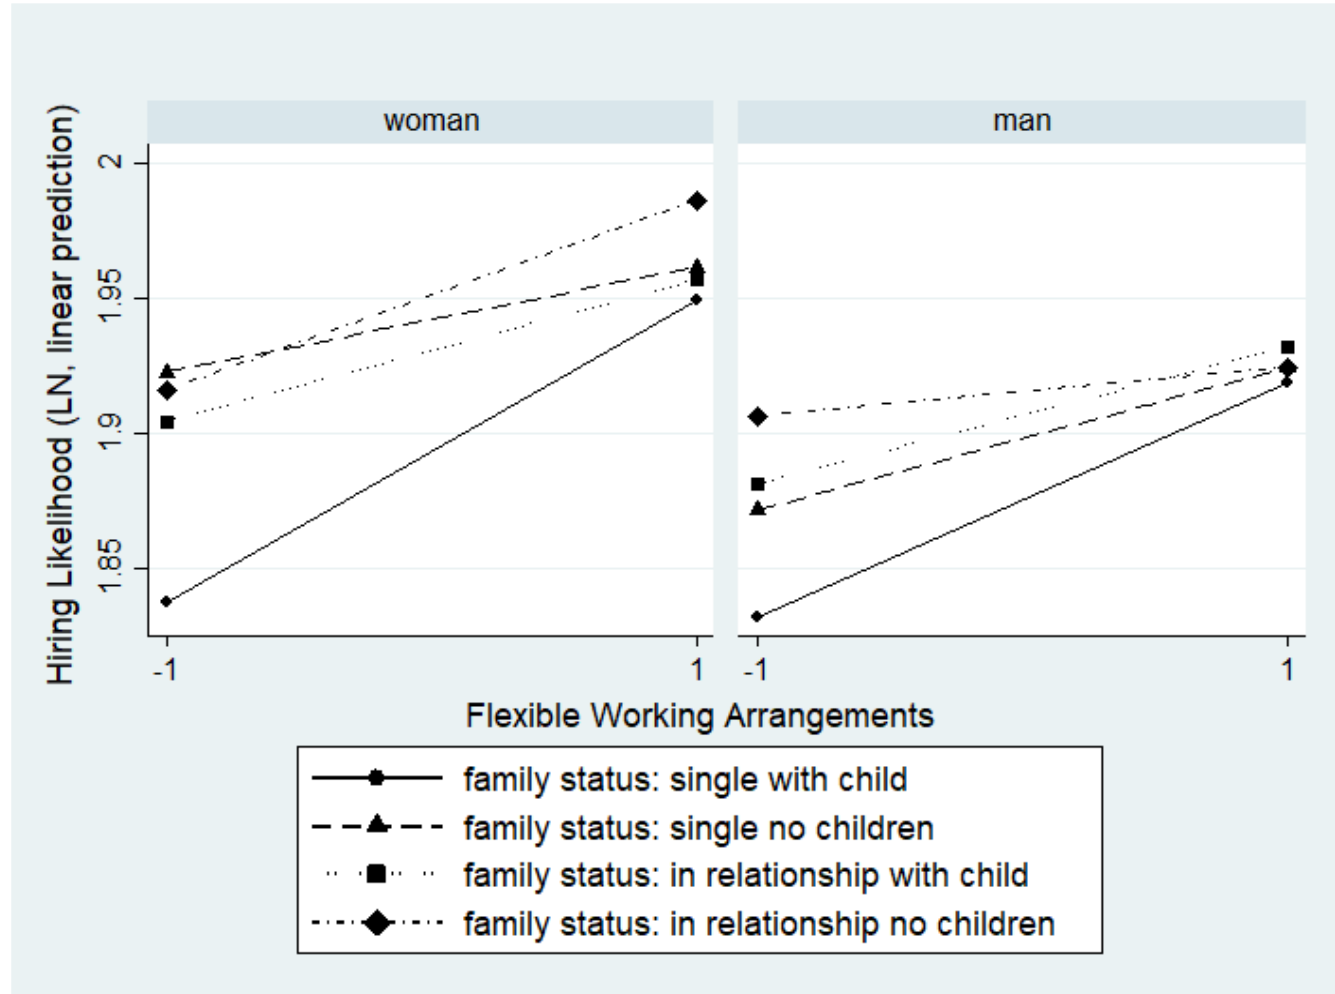 woman
man
Hiring Likelihood (LN, linear prediction)
2
1.95
1.9
1.85
-1
1
-1
1
Flexible Working Arrangements
family status: single with child
family status: single no children
family status: in relationship with child
family status: in relationship no children